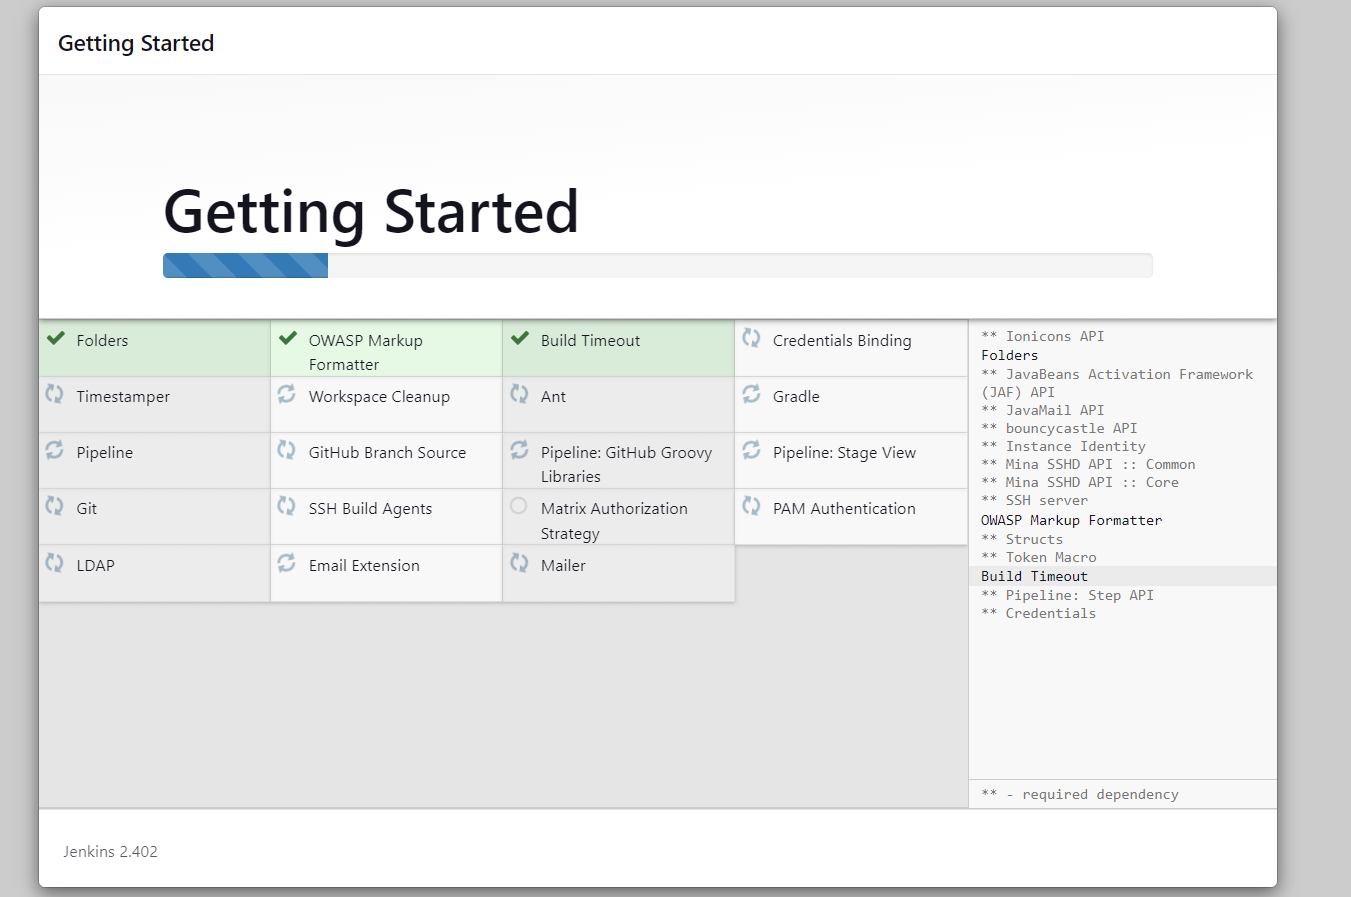 Getting Started
Getting Started
Folders
OWASP Markup
Formatter
Build Timeout
Credentials Binding
Timestamper
Workspace Cleanup
Ant
Gradle
Pipeline
GitHub Branch Source
Pipeline: GitHub Groovy
Libraries
Pipeline: Stage View
Git
SSH Build Agents
Matrix Authorization
Strategy
PAM Authentication
LDAP
Email Extension
Mailer
** Ionicons API
Folders
** JavaBeans Activation Framework
(JAF) API
** JavaMail API
** bouncycastle API
** Instance Identity
** Mina SSHD API :: Common
** Mina SSHD API :: Core
** SSH server
OWASP Markup Formatter
** Structs
** Token Macro
Build Timeout
** Pipeline: Step API
** Credentials
** - required dependency
Jenkins 2.402